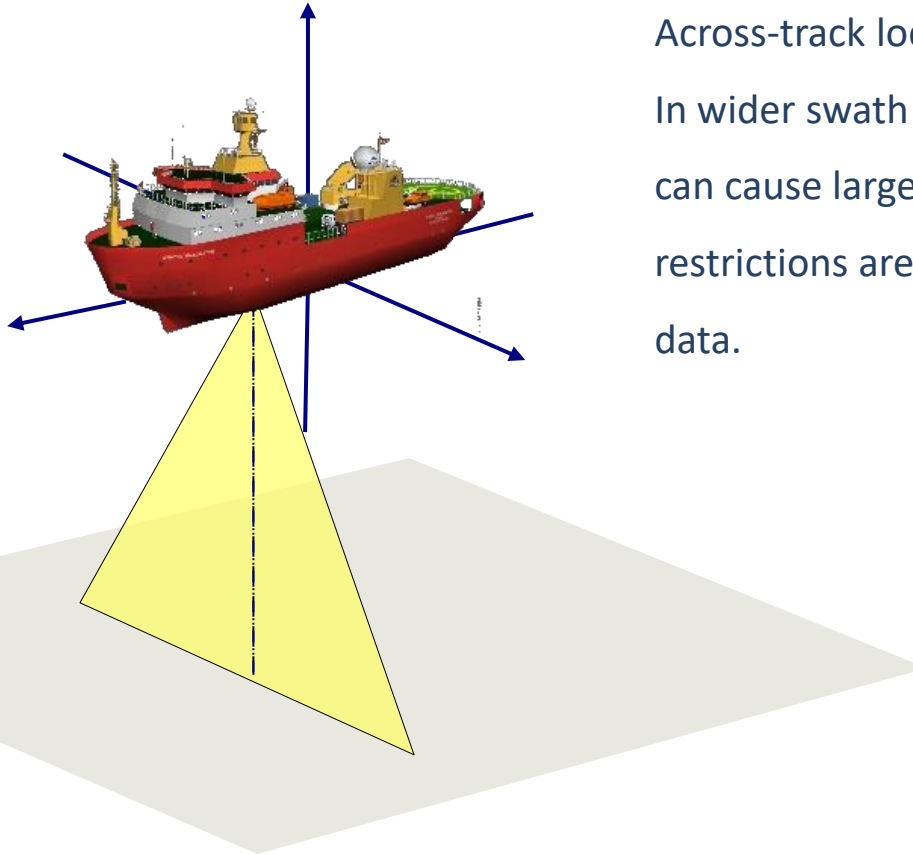 Across-track loc
In wider swath
can cause large
restrictions are
data.